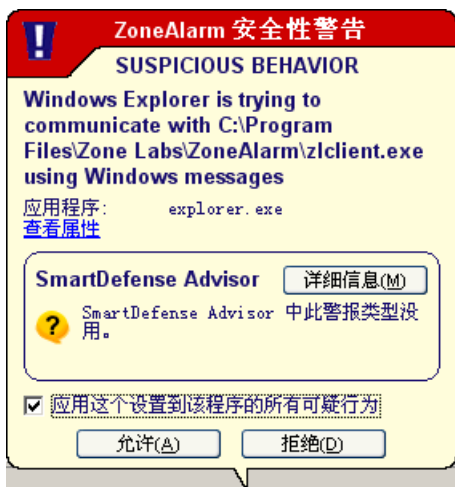 ZoneAlarm 安全性警告
SUSPICIOUS BEHAVIOR
Windows Explorer is trying to
communicate with C:\Program
Files\Zone Labs\ZoneAlarm\zlclient.exe
using Windows messages
应用程序: explorer.exe
查看属性
SmartDefense Advisor 详细信息(M)
SmartDefense Advisor 中此警报类型没
用。
应用这个设置到该程序的所有可疑行为
允许(A) 拒绝(D)